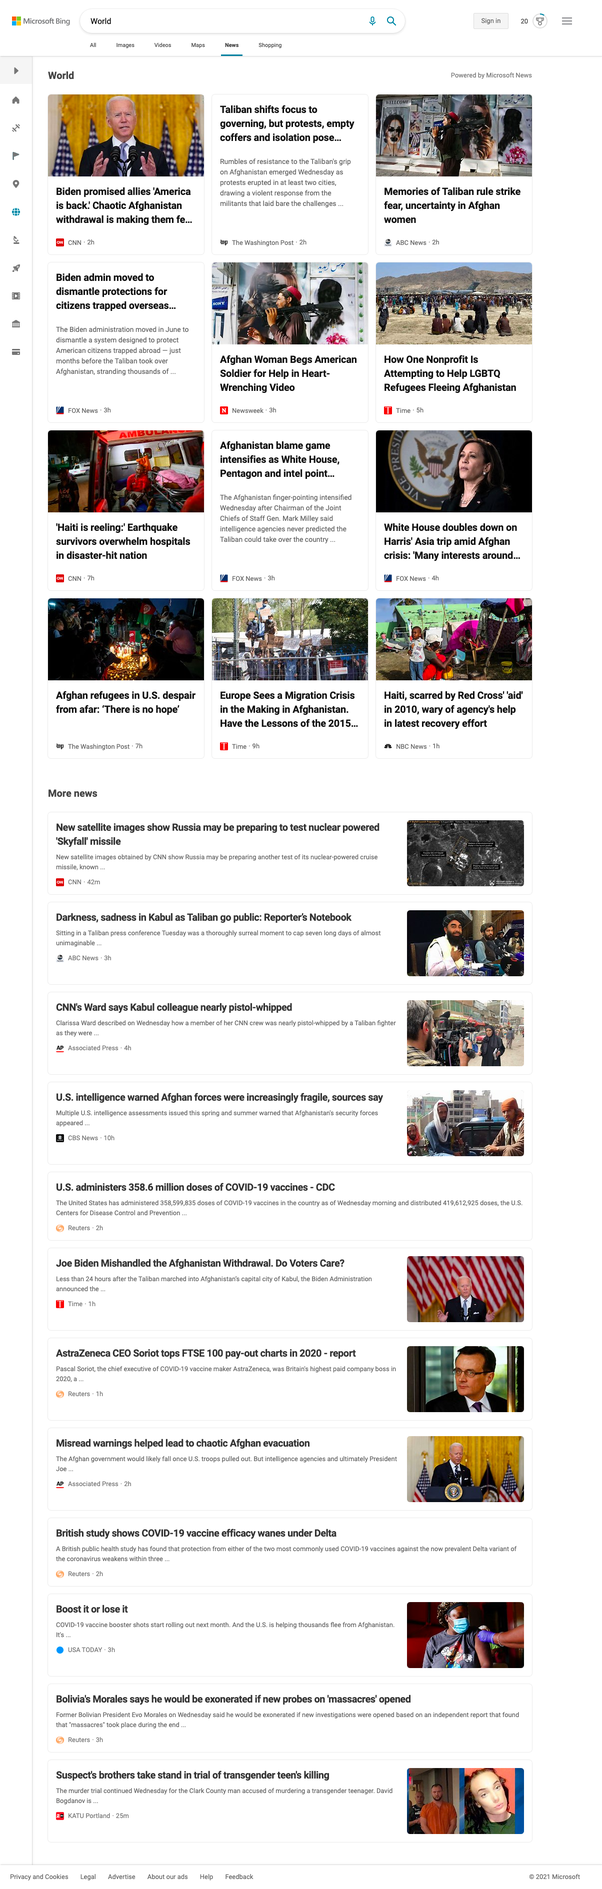 Microsoft Bing
World
Sign in
20
All Images Videos Maps News Shopping
World
Powered by Microsoft News
Biden promised allies 'America
is back.' Chaotic Afghanistan
withdrawal is making them fe...
CNN · 2h
Taliban shifts focus to
governing, but protests, empty
coffers and isolation pose...
Rumbles of resistance to the Taliban's grip
on Afghanistan emerged Wednesday as
protests erupted in at least two cities,
drawing a violent response from the
militants that laid bare the challenges ...
The Washington Post · 2h
Memories of Taliban rule strike
fear, uncertainty in Afghan
women
ABC News · 2h
Biden admin moved to
dismantle protections for
citizens trapped overseas...
The Biden administration moved in June to
dismantle a system designed to protect
American citizens trapped abroad — just
months before the Taliban took over
Afghanistan, stranding thousands of ...
FOX News · 3h
Afghan Woman Begs American
Soldier for Help in Heart-
Wrenching Video
Newsweek · 3h
How One Nonprofit Is
Attempting to Help LGBTQ
Refugees Fleeing Afghanistan
Time · 5h
AMBULANCE
'Haiti is reeling:' Earthquake
survivors overwhelm hospitals
in disaster-hit nation
CNN · 7h
Afghanistan blame game
intensifies as White House,
Pentagon and intel point...
The Afghanistan finger-pointing intensified
Wednesday after Chairman of the Joint
Chiefs of Staff Gen. Mark Milley said
intelligence agencies never predicted the
Taliban could take over the country ...
FOX News · 3h
White House doubles down on
Harris' Asia trip amid Afghan
crisis: 'Many interests around...
FOX News · 4h
Afghan refugees in U.S. despair
from afar: 'There is no hope'
The Washington Post · 7h
Europe Sees a Migration Crisis
in the Making in Afghanistan.
Have the Lessons of the 2015...
Time · 9h
Haiti, scarred by Red Cross' 'aid'
in 2010, wary of agency's help
in latest recovery effort
NBC News · 1h
More news
New satellite images show Russia may be preparing to test nuclear powered
'Skyfall' missile
New satellite images obtained by CNN show Russia may be preparing another test of its nuclear-powered cruise
missile, known ...
CNN · 42m
Darkness, sadness in Kabul as Taliban go public: Reporter's Notebook
Sitting in a Taliban press conference Tuesday was a thoroughly surreal moment to cap seven long days of almost
unimaginable ...
ABC News · 3h
CNN's Ward says Kabul colleague nearly pistol-whipped
Clarissa Ward described on Wednesday how a member of her CNN crew was nearly pistol-whipped by a Taliban fighter
as they were ...
AP Associated Press · 4h
U.S. intelligence warned Afghan forces were increasingly fragile, sources say
Multiple U.S. intelligence assessments issued this spring and summer warned that Afghanistan's security forces
appeared ...
CBS News · 10h
U.S. administers 358.6 million doses of COVID-19 vaccines - CDC
The United States has administered 358,599,835 doses of COVID-19 vaccines in the country as of Wednesday morning and distributed 419,612,925 doses, the U.S.
Centers for Disease Control and Prevention ...
Reuters · 2h
Joe Biden Mishandled the Afghanistan Withdrawal. Do Voters Care?
Less than 24 hours after the Taliban marched into Afghanistan's capital city of Kabul, the Biden Administration
announced the ...
Time · 1h
AstraZeneca CEO Soriot tops FTSE 100 pay-out charts in 2020 - report
Pascal Soriot, the chief executive of COVID-19 vaccine maker AstraZeneca, was Britain's highest paid company boss in
2020, a ...
Reuters · 1h
Misread warnings helped lead to chaotic Afghan evacuation
The Afghan government would likely fall once U.S. troops pulled out. But intelligence agencies and ultimately President
Joe ...
AP Associated Press · 2h
British study shows COVID-19 vaccine efficacy wanes under Delta
A British public health study has found that protection from either of the two most commonly used COVID-19 vaccines against the now prevalent Delta variant of
the coronavirus weakens within three ...
Reuters · 2h
Boost it or lose it
COVID-19 vaccine booster shots start rolling out next month. And the U.S. is helping thousands flee from Afghanistan.
It's ...
USA TODAY · 3h
Bolivia's Morales says he would be exonerated if new probes on 'massacres' opened
Former Bolivian President Evo Morales on Wednesday said he would be exonerated if new investigations were opened based on an independent report that found
that "massacres" took place during the end ...
Reuters · 3h
Suspect's brothers take stand in trial of transgender teen's killing
The murder trial continued Wednesday for the Clark County man accused of murdering a transgender teenager. David
Bogdanov is ...
KATU Portland · 25m
Privacy and Cookies Legal Advertise About our ads Help Feedback
© 2021 Microsoft